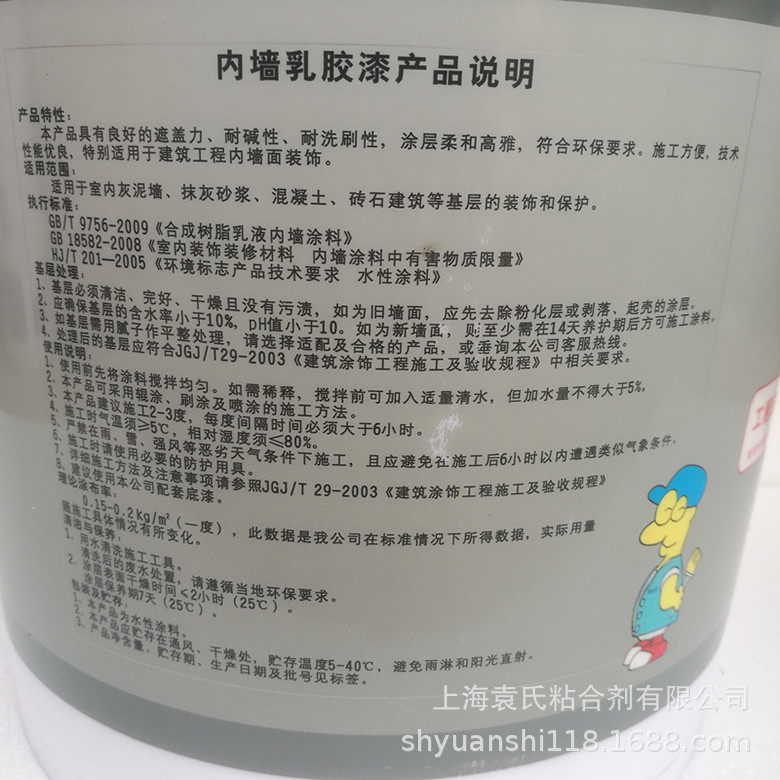 内墙乳胶漆产品说明
产品特性：
本产品具有良好的遮盖力、耐碱性、耐洗刷性，涂层柔和高雅，符合环保要求。施工方便，技术
性能优良，特别适用于建筑工程内墙面装饰。
适用范围：
适用于室内灰泥墙、抹灰砂浆、混凝土、砖石建筑等基层的装饰和保护。
执行标准：
GB/T 9756-2009《合成树脂乳液内墙涂料》
GB 18582-2008《室内装饰装修材料 内墙涂料中有害物质限量》
HJ/T 201—2005《环境标志产品技术要求 水性涂料》
基层处理：
1、基层必须清洁、完好、干燥且没有污渍，如为旧墙面，应先去除粉化层或剥落、起壳的涂层。
2、应确保基层的含水率小于10%，pH值小于10。如为新墙面，则至少需在14天养护期后方可施工涂料。
3、如基层需用腻子作平整处理，请选择适配及合格的产品，或垂询本公司客服热线。
4、处理后的基层应符合JGJ/T29-2003《建筑涂饰工程施工及验收规程》中相关要求。
使用说明：
1、使用前先将涂料搅拌均匀。如需稀释，搅拌前可加入适量清水，但加水量不得大于5%。
2、本产品可采用辊涂、刷涂及喷涂的施工方法。
3、本产品建议施工2-3度，每度间隔时间必须大于6小时。
4、施工时气温须≥5℃，相对湿度须≤80%。
5、严禁在雨、雪、强风等恶劣天气条件下施工，且应避免在施工后6小时以内遭遇类似气象条件。
6、施工时请使用必要的防护用具。
7、详细施工方法及注意事项请参照JGJ/T 29-2003《建筑涂饰工程施工及验收规程》
8、建议使用本公司配套底漆。
理论涂布率：
0.15-0.2Kg/m²（一度），此数据是我公司在标准情况下所得数据，实际用量
随施工具体情况有所变化。
清洁与保养：
1、用水清洗施工工具。
清洗后的废水处置，请遵循当地环保要求。
2、涂层表面干燥时间＜2小时（25℃）。
涂层保养期7天（25℃）。
包装及贮存：
1、本产品为水性涂料。
2、本产品应贮存在通风、干燥处，贮存温度5-40℃，避免雨淋和阳光直射。
3、产品净含量、贮存期、生产日期及批号见标签。
上海袁氏粘合剂有限公司
shyuanshi118.1688.com